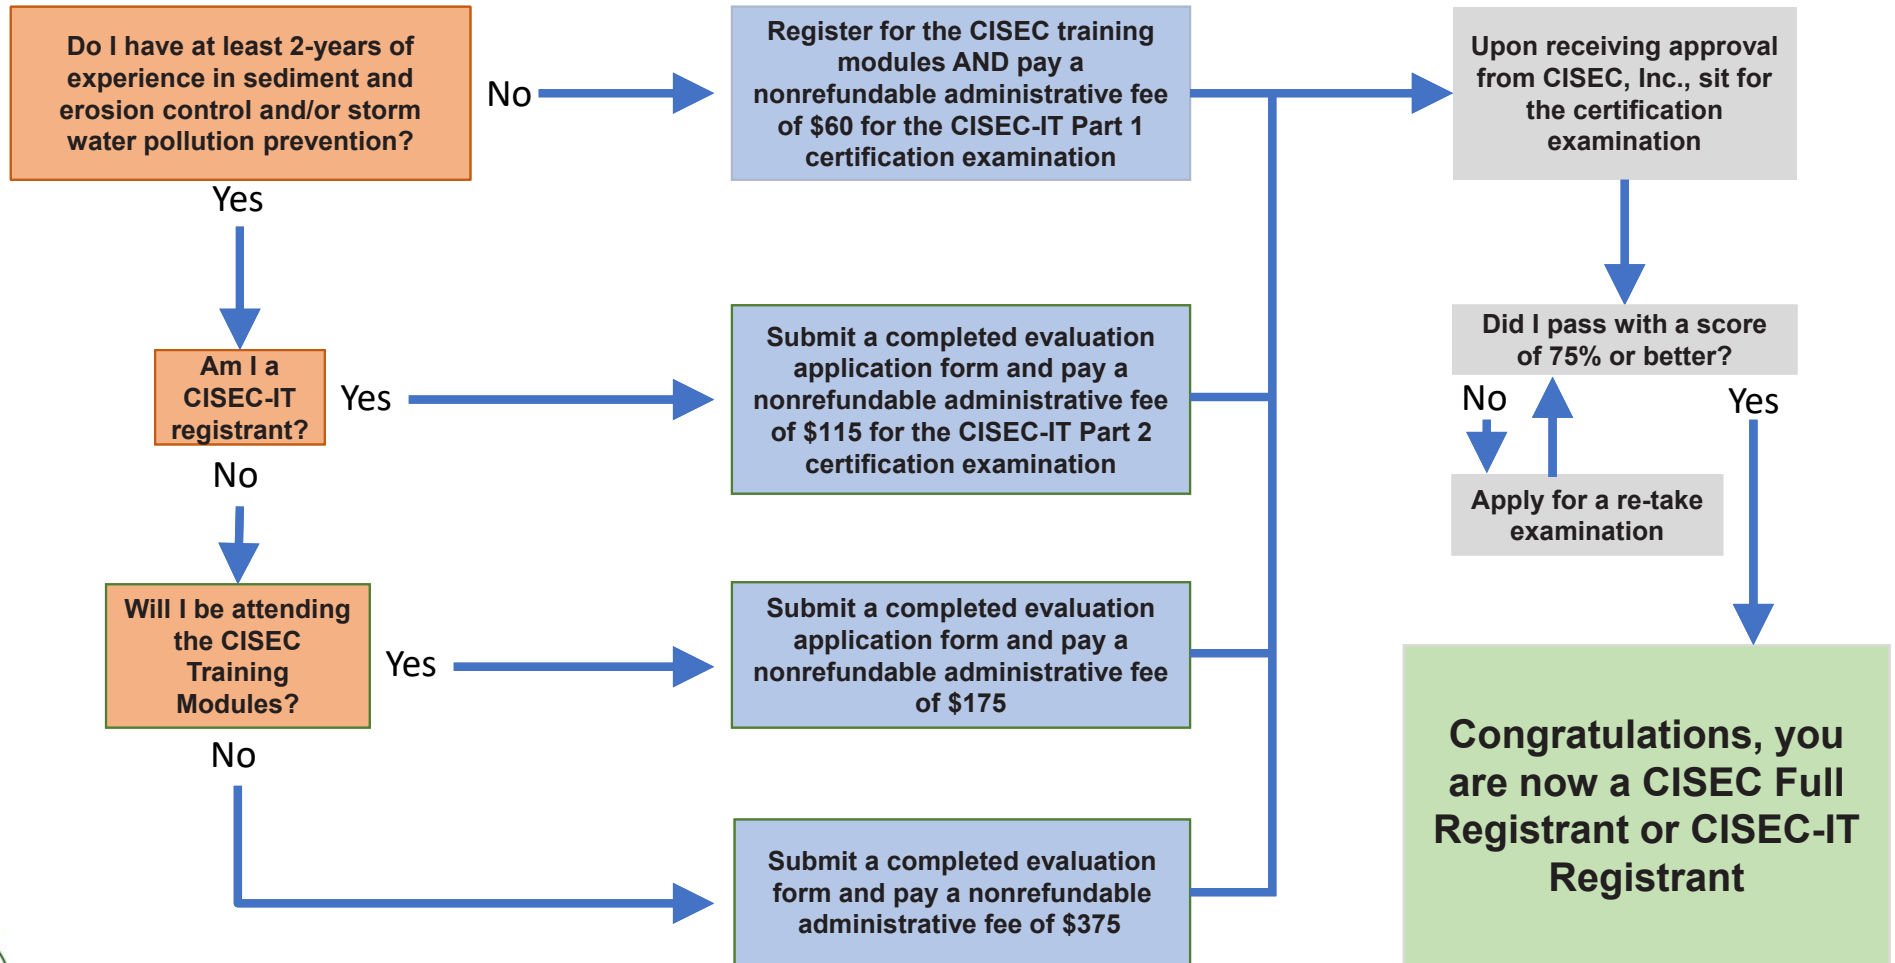 Do I have at least 2-years of
experience in sediment and
erosion control and/or storm
water pollution prevention?
No
Register for the CISEC training
modules AND pay a
nonrefundable administrative fee
of $60 for the CISEC-IT Part 1
certification examination
Upon receiving approval
from CISEC, Inc., sit for
the certification
examination
Yes
Am I a
CISEC-IT
registrant?
Yes
Submit a completed evaluation
application form and pay a
nonrefundable administrative fee
of $115 for the CISEC-IT Part 2
certification examination
Did I pass with a score
of 75% or better?
No
Yes
Apply for a re-take
examination
No
Will I be attending
the CISEC
Training
Modules?
Yes
Submit a completed evaluation
application form and pay a
nonrefundable administrative fee
of $175
No
Submit a completed evaluation
form and pay a nonrefundable
administrative fee of $375
Congratulations, you
are now a CISEC Full
Registrant or CISEC-IT
Registrant